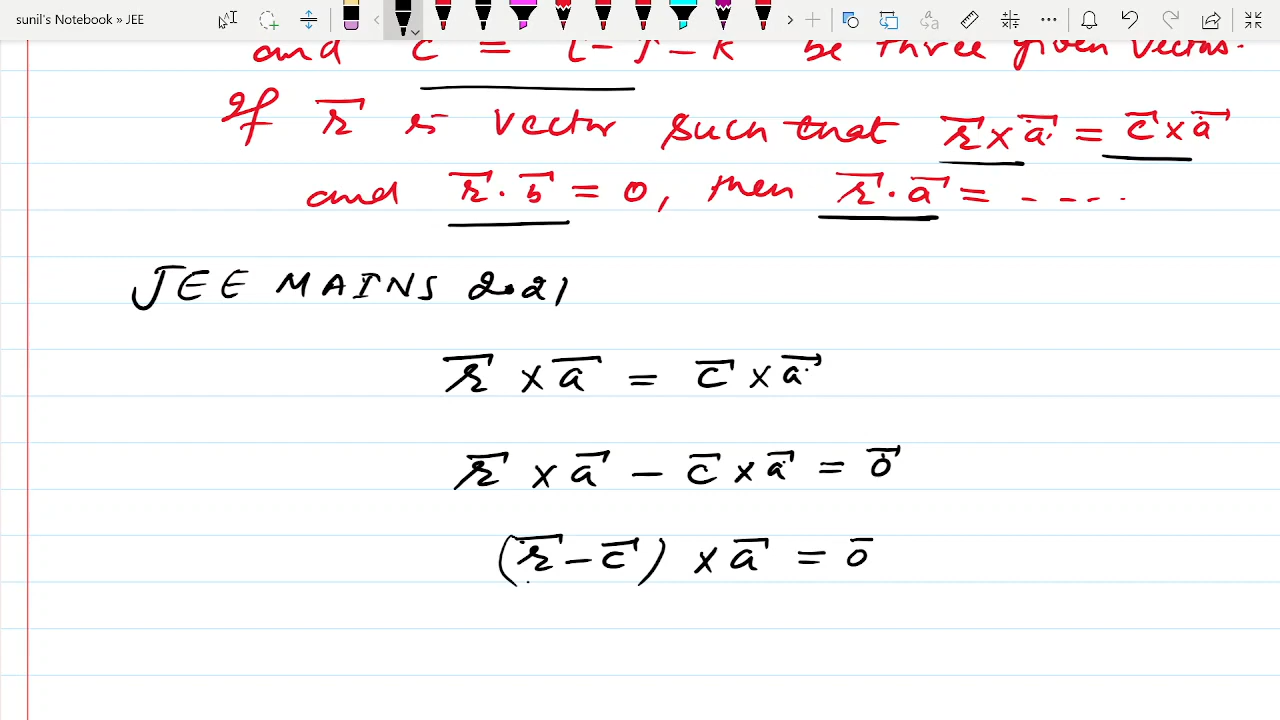 sunil's Notebook » JEE
and c⃗ = i - j - k be three given vectors.
If r⃗ is vector such that r⃗ × a⃗ = c⃗ × a⃗
and r⃗ · b⃗ = 0, then r⃗ · a⃗ = - - - - .
JEE MAINS 2021
r⃗ × a⃗ = c⃗ × a⃗
r⃗ × a⃗ - c⃗ × a⃗ = 0⃗
(r⃗ - c⃗) × a⃗ = 0̄